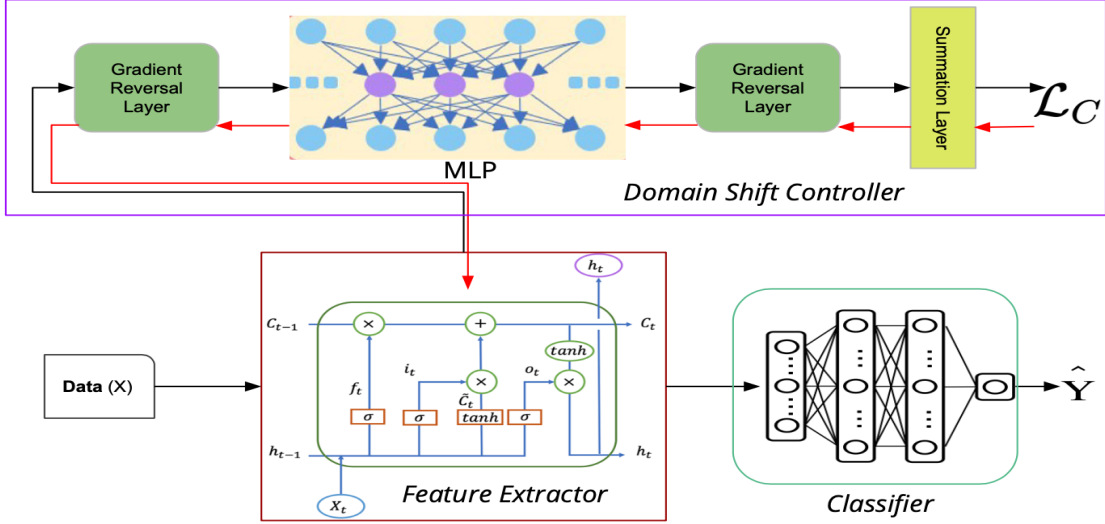 Gradient
Reversal
Layer
MLP
Gradient
Reversal
Layer
Summation Layer
ℒ_C
Domain Shift Controller
Data (X)
h_t
C_{t-1}
×
+
C_t
tanh
f_t
i_t
×
o_t
×
C̃_t
σ
σ
tanh
σ
h_{t-1}
h_t
X_t
Feature Extractor
Ŷ
Classifier